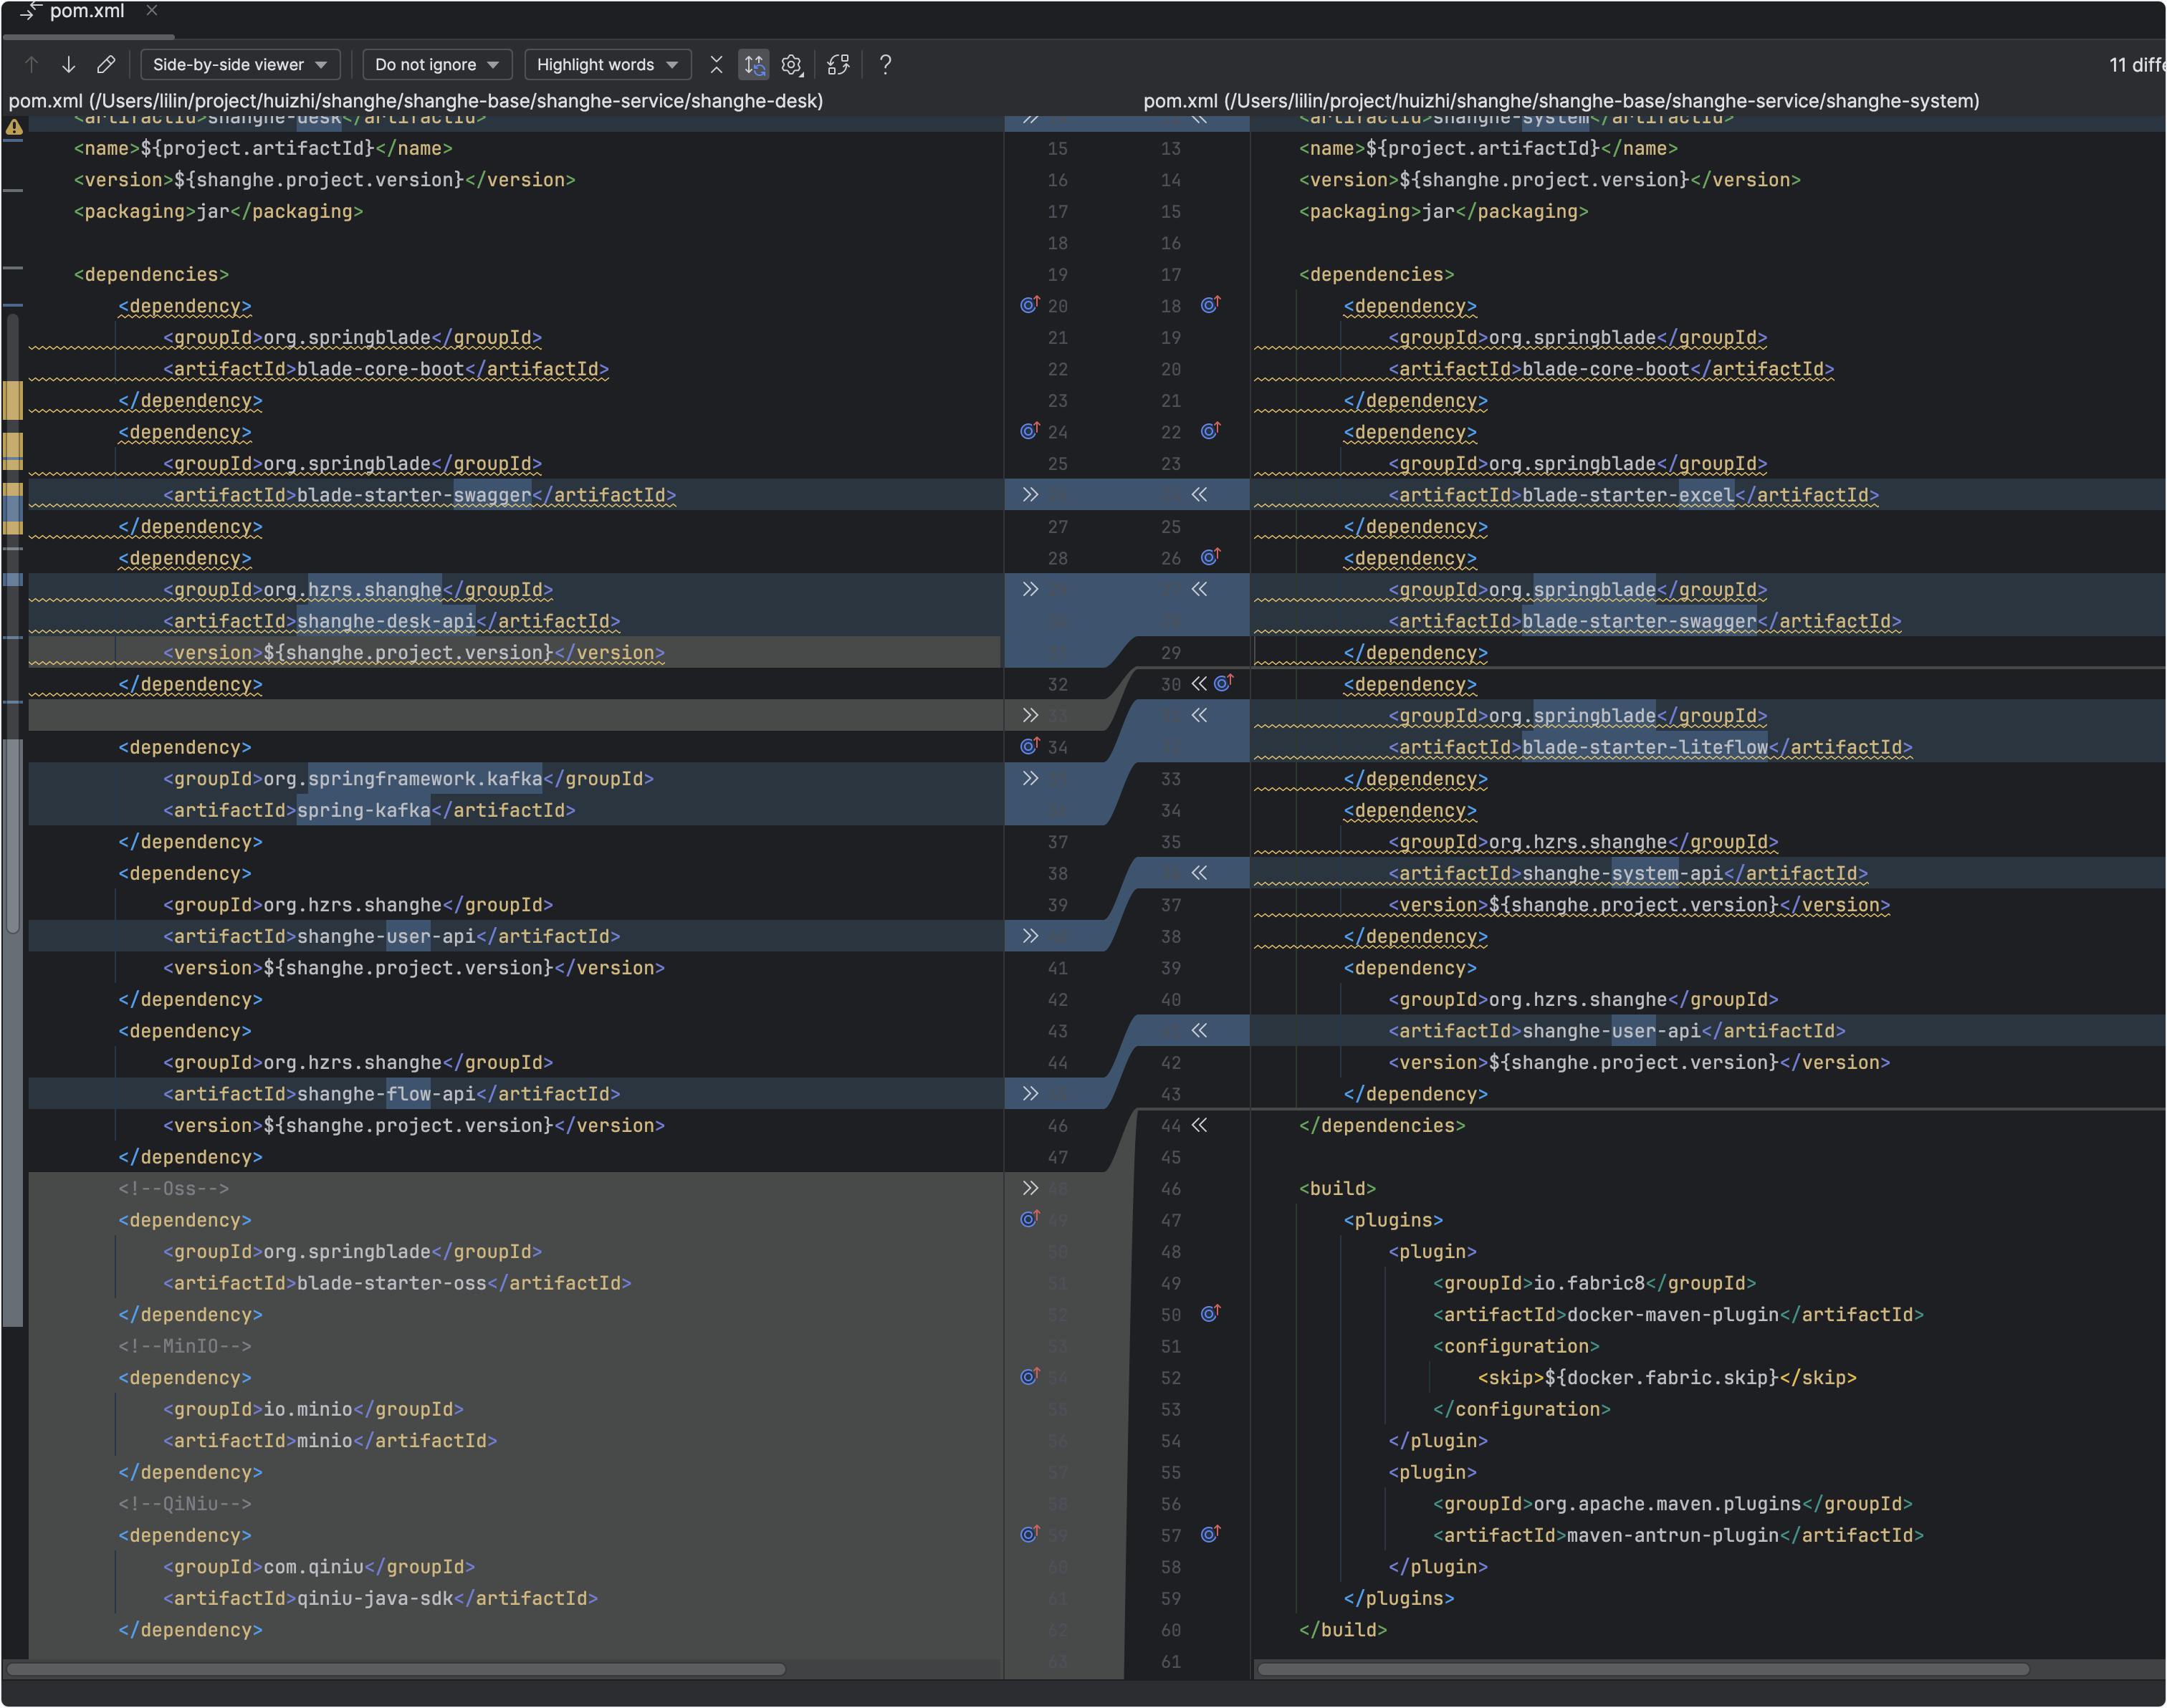 pom.xml
Side-by-side viewer
Do not ignore
Highlight words
?
11 diffe
pom.xml (/Users/lilin/project/huizhi/shanghe/shanghe-base/shanghe-service/shanghe-desk)
<artifactId>shanghe-desk</artifactId>
<name>${project.artifactId}</name>
<version>${shanghe.project.version}</version>
<packaging>jar</packaging>
<dependencies>
<dependency>
<groupId>org.springblade</groupId>
<artifactId>blade-core-boot</artifactId>
</dependency>
<dependency>
<groupId>org.springblade</groupId>
<artifactId>blade-starter-swagger</artifactId>
</dependency>
<dependency>
<groupId>org.hzrs.shanghe</groupId>
<artifactId>shanghe-desk-api</artifactId>
<version>${shanghe.project.version}</version>
</dependency>
<dependency>
<groupId>org.springframework.kafka</groupId>
<artifactId>spring-kafka</artifactId>
</dependency>
<dependency>
<groupId>org.hzrs.shanghe</groupId>
<artifactId>shanghe-user-api</artifactId>
<version>${shanghe.project.version}</version>
</dependency>
<dependency>
<groupId>org.hzrs.shanghe</groupId>
<artifactId>shanghe-flow-api</artifactId>
<version>${shanghe.project.version}</version>
</dependency>
<!--Oss-->
<dependency>
<groupId>org.springblade</groupId>
<artifactId>blade-starter-oss</artifactId>
</dependency>
<!--MinIO-->
<dependency>
<groupId>io.minio</groupId>
<artifactId>minio</artifactId>
</dependency>
<!--QiNiu-->
<dependency>
<groupId>com.qiniu</groupId>
<artifactId>qiniu-java-sdk</artifactId>
</dependency>
15
16
17
18
19
20
21
22
23
24
25
27
28
32
33
34
37
38
39
41
42
43
44
46
47
48
49
50
51
52
53
54
55
56
57
58
59
60
61
62
63
pom.xml (/Users/lilin/project/huizhi/shanghe/shanghe-base/shanghe-service/shanghe-system)
13
14
15
16
17
18
19
20
21
22
23
25
26
29
30
33
34
35
37
38
39
40
42
43
44
45
46
47
48
49
50
51
52
53
54
55
56
57
58
59
60
61
<artifactId>shanghe-system</artifactId>
<name>${project.artifactId}</name>
<version>${shanghe.project.version}</version>
<packaging>jar</packaging>
<dependencies>
<dependency>
<groupId>org.springblade</groupId>
<artifactId>blade-core-boot</artifactId>
</dependency>
<dependency>
<groupId>org.springblade</groupId>
<artifactId>blade-starter-excel</artifactId>
</dependency>
<dependency>
<groupId>org.springblade</groupId>
<artifactId>blade-starter-swagger</artifactId>
</dependency>
<dependency>
<groupId>org.springblade</groupId>
<artifactId>blade-starter-liteflow</artifactId>
</dependency>
<dependency>
<groupId>org.hzrs.shanghe</groupId>
<artifactId>shanghe-system-api</artifactId>
<version>${shanghe.project.version}</version>
</dependency>
<dependency>
<groupId>org.hzrs.shanghe</groupId>
<artifactId>shanghe-user-api</artifactId>
<version>${shanghe.project.version}</version>
</dependency>
</dependencies>
<build>
<plugins>
<plugin>
<groupId>io.fabric8</groupId>
<artifactId>docker-maven-plugin</artifactId>
<configuration>
<skip>${docker.fabric.skip}</skip>
</configuration>
</plugin>
<plugin>
<groupId>org.apache.maven.plugins</groupId>
<artifactId>maven-antrun-plugin</artifactId>
</plugin>
</plugins>
</build>